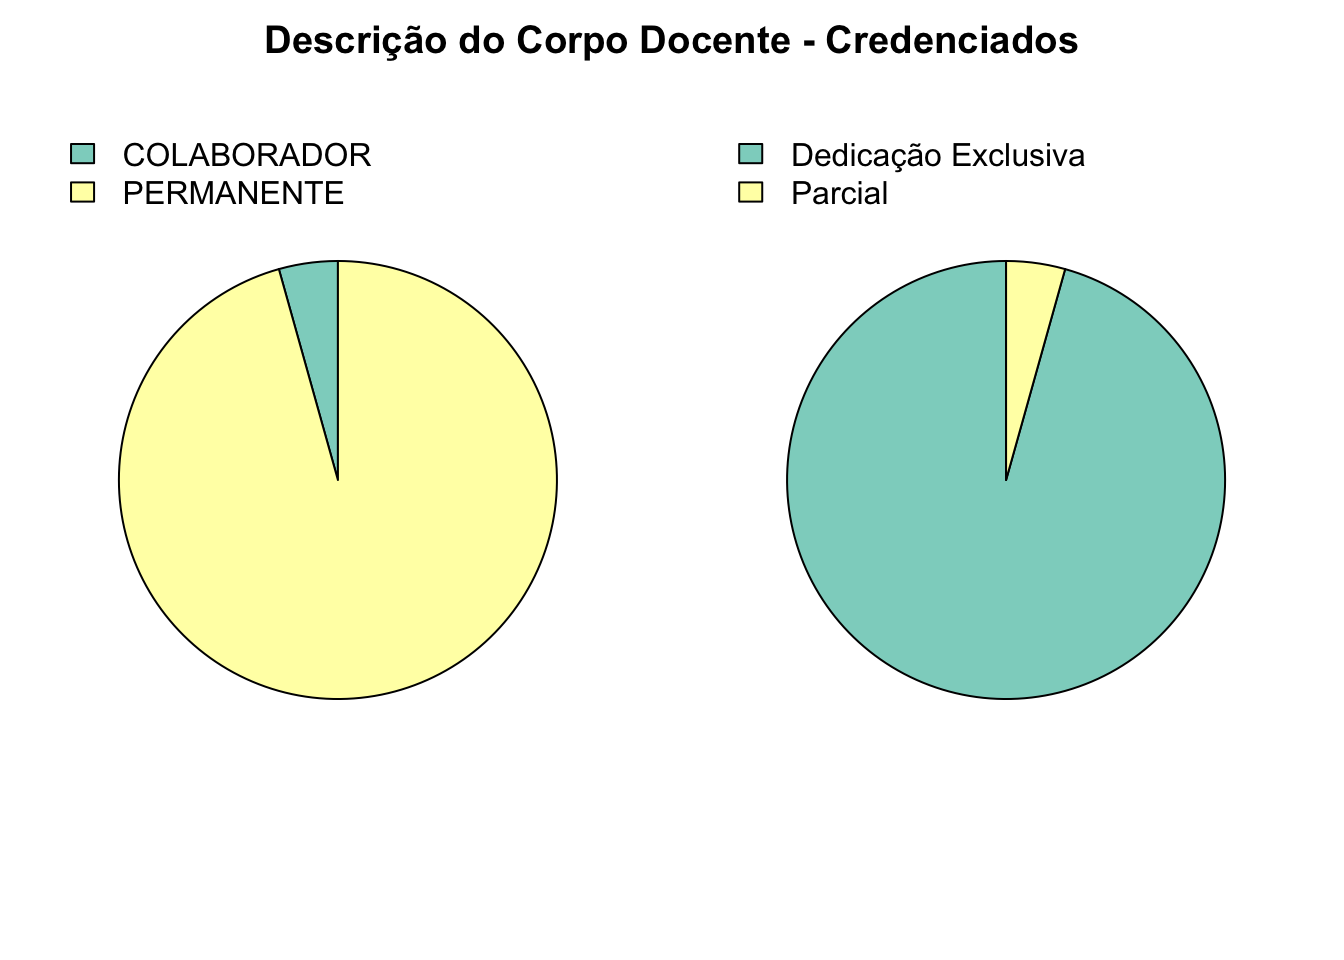 Descrição do Corpo Docente - Credenciados
COLABORADOR
PERMANENTE
Dedicação Exclusiva
Parcial